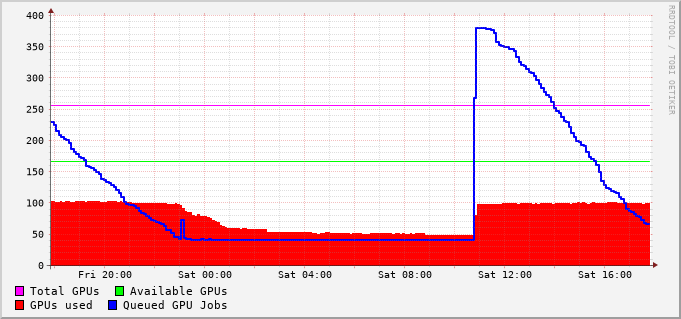 RRDTOOL / TOBI OETIKER
400
350
300
250
200
150
100
50
0
Fri 20:00 Sat 00:00 Sat 04:00 Sat 08:00 Sat 12:00 Sat 16:00
Total GPUs Available GPUs
GPUs used Queued GPU Jobs